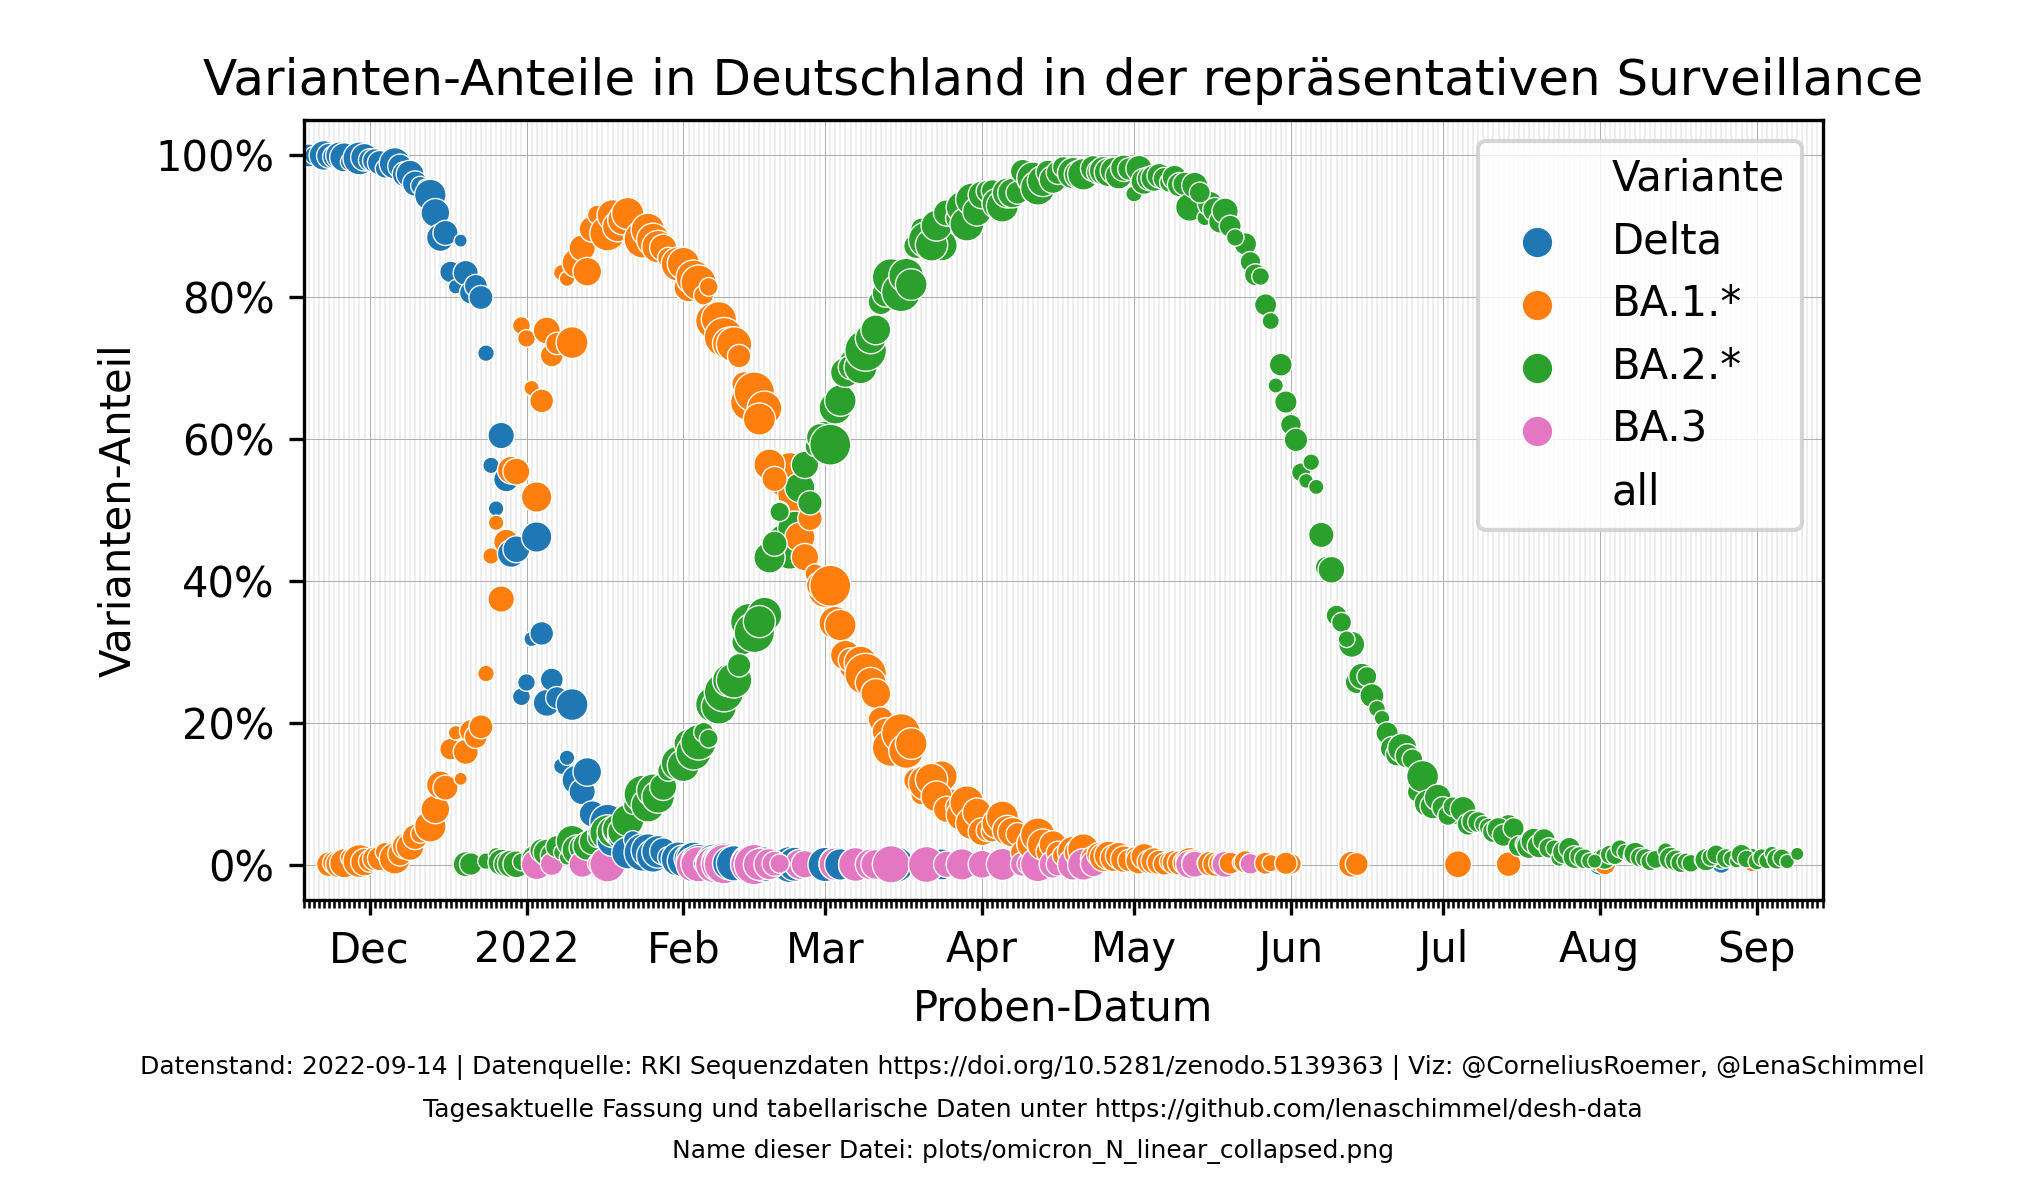 Varianten-Anteile in Deutschland in der repräsentativen Surveillance
100%
80%
60%
40%
20%
0%
Varianten-Anteil
Variante
Delta
BA.1.*
BA.2.*
BA.3
all
Dec 2022 Feb Mar Apr May Jun Jul Aug Sep
Proben-Datum
Datenstand: 2022-09-14 | Datenquelle: RKI Sequenzdaten https://doi.org/10.5281/zenodo.5139363 | Viz: @CorneliusRoemer, @LenaSchimmel
Tagesaktuelle Fassung und tabellarische Daten unter https://github.com/lenaschimmel/desh-data
Name dieser Datei: plots/omicron_N_linear_collapsed.png